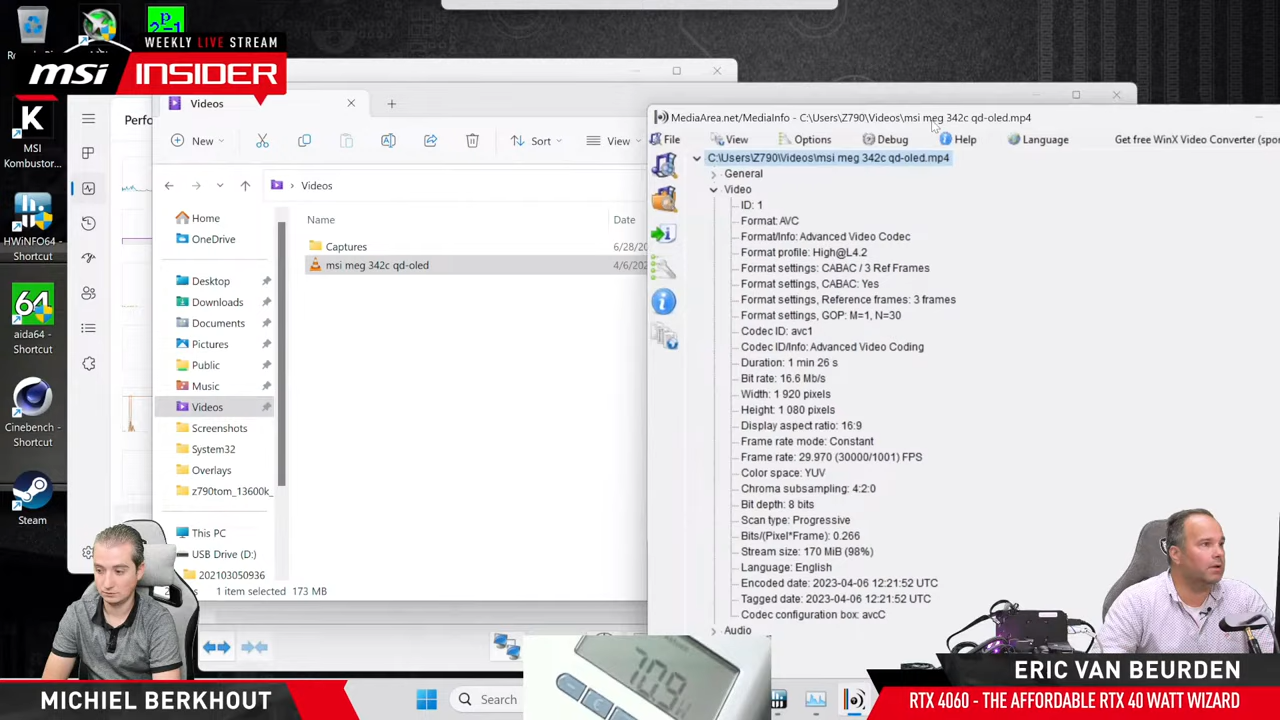 WEEKLY LIVE STREAM
msi INSIDER
MSI
Kombustor...
HWiNFO64 -
Shortcut
aida64 -
Shortcut
Cinebench -
Shortcut
Steam
Perfo
Videos
New
Sort
View
Videos
Home
OneDrive
Desktop
Downloads
Documents
Pictures
Public
Music
Videos
Screenshots
System32
Overlays
z790tom_13600k_
This PC
USB Drive (D:)
202103050936
Name
Date
Captures
6/28/20
msi meg 342c qd-oled
4/6/202
1 item selected 173 MB
MediaArea.net/MediaInfo - C:\Users\Z790\Videos\msi meg 342c qd-oled.mp4
File View Options Debug Help Language Get free WinX Video Converter (spor
C:\Users\Z790\Videos\msi meg 342c qd-oled.mp4
General
Video
ID: 1
Format: AVC
Format/Info: Advanced Video Codec
Format profile: High@L4.2
Format settings: CABAC / 3 Ref Frames
Format settings, CABAC: Yes
Format settings, Reference frames: 3 frames
Format settings, GOP: M=1, N=30
Codec ID: avc1
Codec ID/Info: Advanced Video Coding
Duration: 1 min 26 s
Bit rate: 16.6 Mb/s
Width: 1 920 pixels
Height: 1 080 pixels
Display aspect ratio: 16:9
Frame rate mode: Constant
Frame rate: 29.970 (30000/1001) FPS
Color space: YUV
Chroma subsampling: 4:2:0
Bit depth: 8 bits
Scan type: Progressive
Bits/(Pixel*Frame): 0.266
Stream size: 170 MiB (98%)
Language: English
Encoded date: 2023-04-06 12:21:52 UTC
Tagged date: 2023-04-06 12:21:52 UTC
Codec configuration box: avcC
Audio
70.9
C
Search
MICHIEL BERKHOUT
ERIC VAN BEURDEN
RTX 4060 - THE AFFORDABLE RTX 40 WATT WIZARD